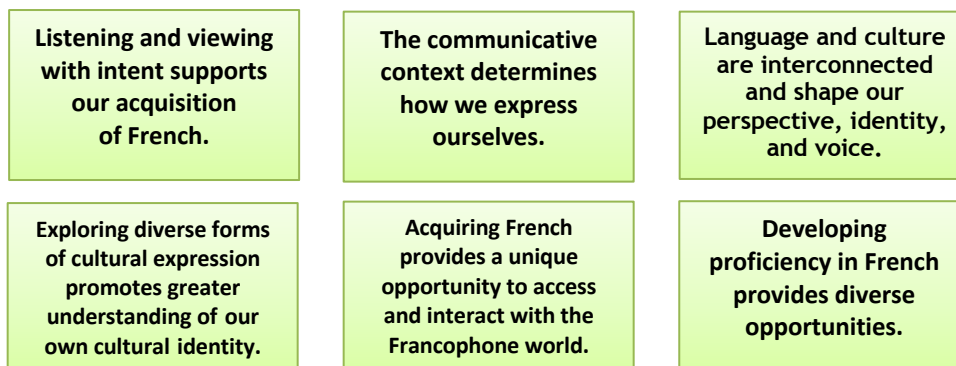 Listening and viewing
with intent supports
our acquisition
of French.
The communicative
context determines
how we express
ourselves.
Language and culture
are interconnected
and shape our
perspective, identity,
and voice.
Exploring diverse forms
of cultural expression
promotes greater
understanding of our
own cultural identity.
Acquiring French
provides a unique
opportunity to access
and interact with the
Francophone world.
Developing
proficiency in French
provides diverse
opportunities.